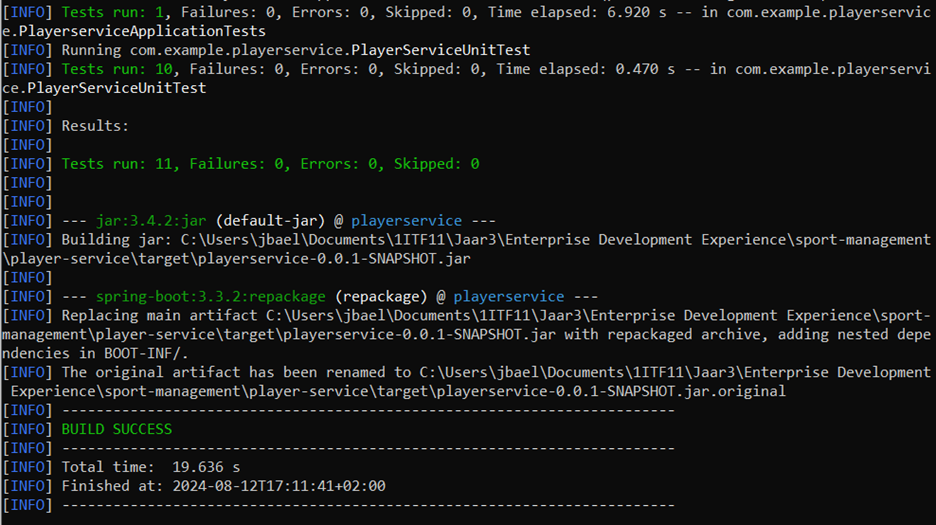 [INFO] Tests run: 1, Failures: 0, Errors: 0, Skipped: 0, Time elapsed: 6.920 s -- in com.example.playerservic
e.PlayerserviceApplicationTests
[INFO] Running com.example.playerservice.PlayerServiceUnitTest
[INFO] Tests run: 10, Failures: 0, Errors: 0, Skipped: 0, Time elapsed: 0.470 s -- in com.example.playerservi
ce.PlayerServiceUnitTest
[INFO]
[INFO] Results:
[INFO]
[INFO] Tests run: 11, Failures: 0, Errors: 0, Skipped: 0
[INFO]
[INFO]
[INFO] --- jar:3.4.2:jar (default-jar) @ playerservice ---
[INFO] Building jar: C:\Users\jbael\Documents\1ITF11\Jaar3\Enterprise Development Experience\sport-management
\player-service\target\playerservice-0.0.1-SNAPSHOT.jar
[INFO]
[INFO] --- spring-boot:3.3.2:repackage (repackage) @ playerservice ---
[INFO] Replacing main artifact C:\Users\jbael\Documents\1ITF11\Jaar3\Enterprise Development Experience\sport-
management\player-service\target\playerservice-0.0.1-SNAPSHOT.jar with repackaged archive, adding nested depe
ndencies in BOOT-INF/.
[INFO] The original artifact has been renamed to C:\Users\jbael\Documents\1ITF11\Jaar3\Enterprise Development
 Experience\sport-management\player-service\target\playerservice-0.0.1-SNAPSHOT.jar.original
[INFO] ------------------------------------------------------------------------
[INFO] BUILD SUCCESS
[INFO] ------------------------------------------------------------------------
[INFO] Total time:  19.636 s
[INFO] Finished at: 2024-08-12T17:11:41+02:00
[INFO] ------------------------------------------------------------------------